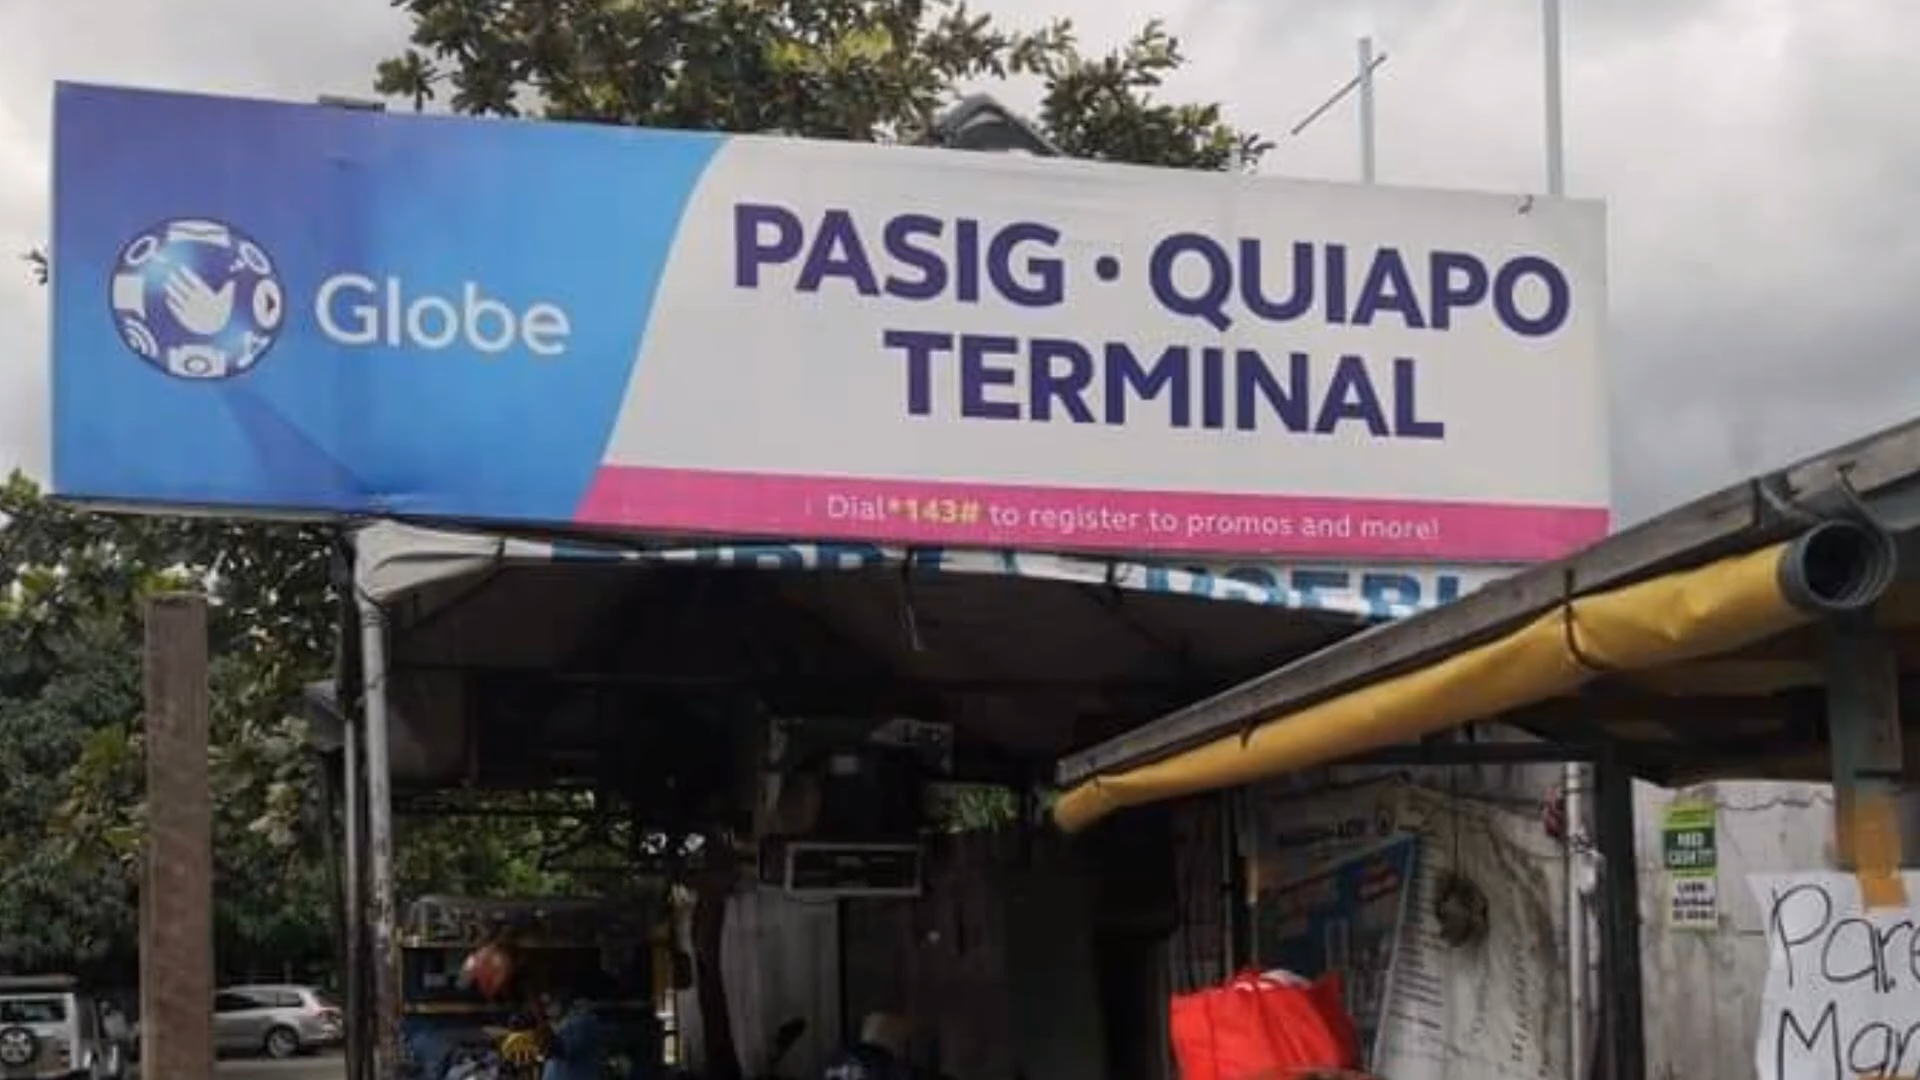 Globe
PASIG • QUIAPO
TERMINAL
Dial *143# to register to promos and more!